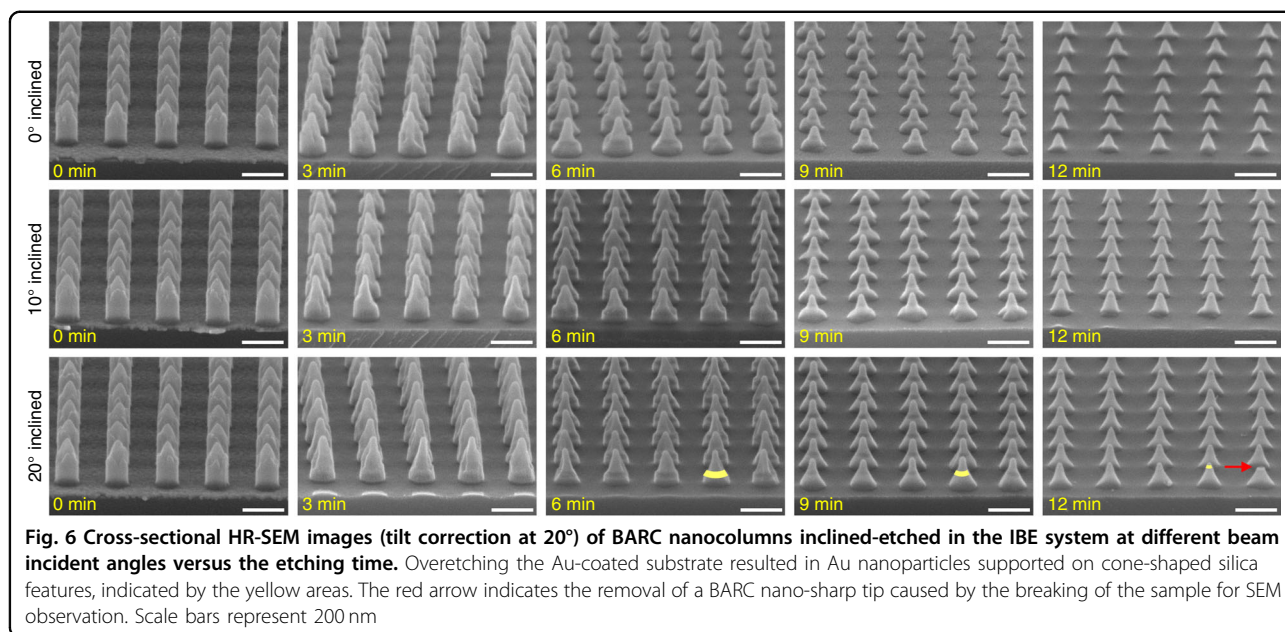 0° inclined
0 min
3 min
6 min
9 min
12 min
10° inclined
0 min
3 min
6 min
9 min
12 min
20° inclined
0 min
3 min
6 min
9 min
12 min
Fig. 6 Cross-sectional HR-SEM images (tilt correction at 20°) of BARC nanocolumns inclined-etched in the IBE system at different beam
incident angles versus the etching time. Overetching the Au-coated substrate resulted in Au nanoparticles supported on cone-shaped silica
features, indicated by the yellow areas. The red arrow indicates the removal of a BARC nano-sharp tip caused by the breaking of the sample for SEM
observation. Scale bars represent 200 nm